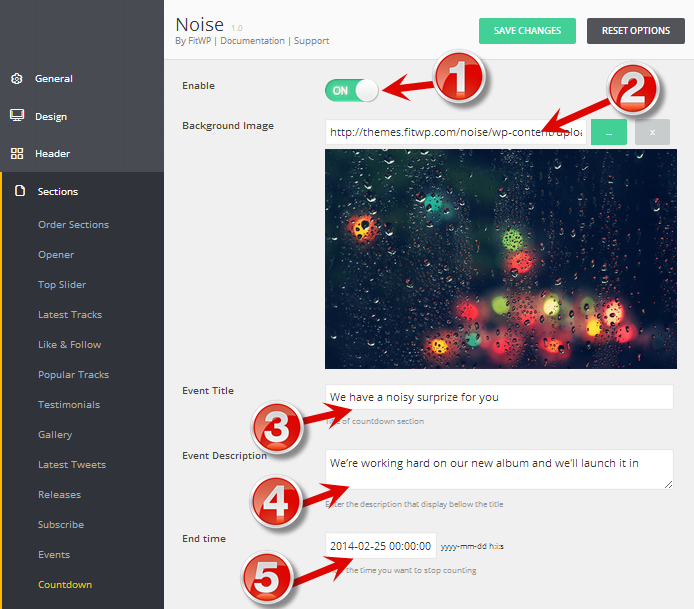 Noise 1.0
By FitWP | Documentation | Support
SAVE CHANGES
RESET OPTIONS
General
Design
Header
Sections
Order Sections
Opener
Top Slider
Latest Tracks
Like & Follow
Popular Tracks
Testimonials
Gallery
Latest Tweets
Releases
Subscribe
Events
Countdown
Enable
ON
1
Background Image
http://themes.fitwp.com/noise/wp-content/uploa
...
x
2
Event Title
We have a noisy surprize for you
3
Title of countdown section
Event Description
We're working hard on our new album and we'll launch it in
4
Enter the description that display bellow the title
End time
2014-02-25 00:00:00
yyyy-mm-dd h:i:s
5
the time you want to stop counting